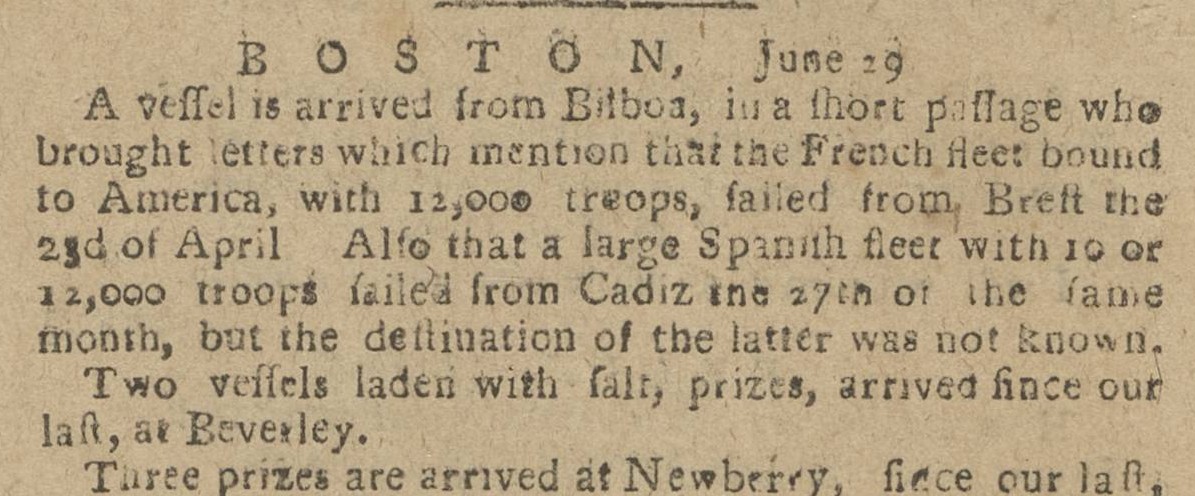 BOSTON, June 29
A veſſel is arrived from Bilboa, in a ſhort paſſage who
brought letters which mention that the French fleet bound
to America, with 12,000 troops, ſailed from Breſt the
23d of April Alſo that a large Spaniſh fleet with 10 or
12,000 troops ſailed from Cadiz the 27th of the ſame
month, but the deſtination of the latter was not known.
Two veſſels laden with ſalt, prizes, arrived ſince our
laſt, at Beverley.
Three prizes are arrived at Newberry, ſince our laſt,